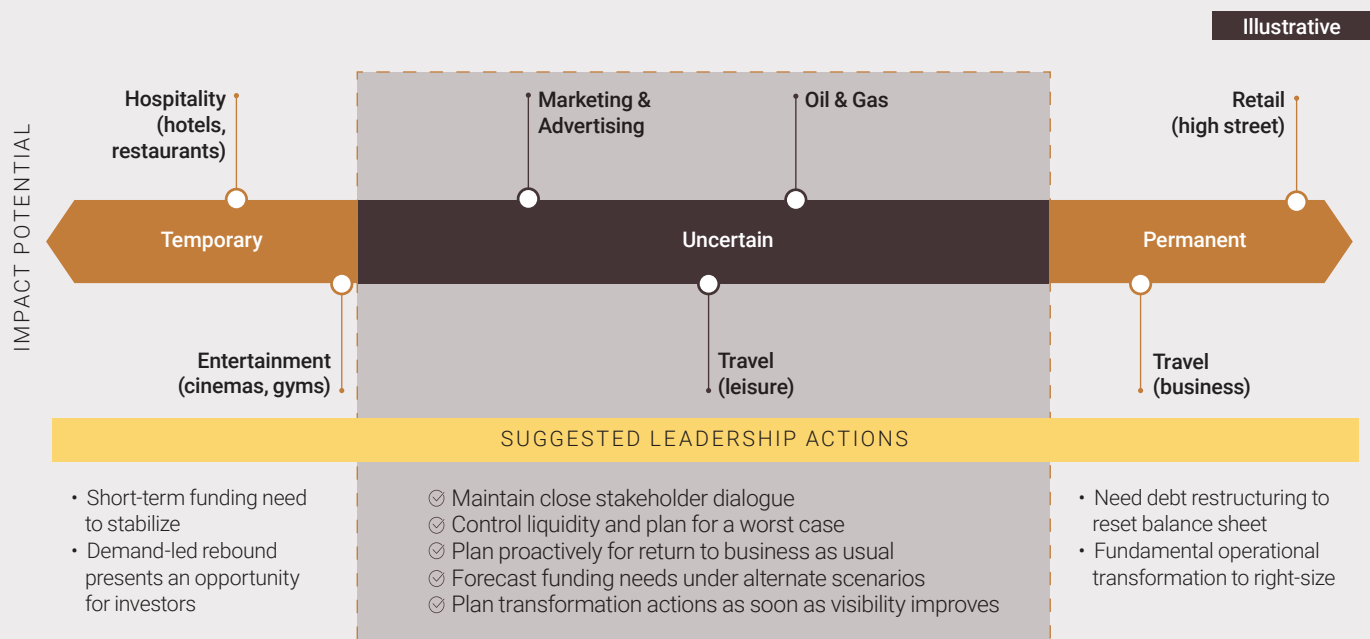 Illustrative
IMPACT POTENTIAL
Hospitality
(hotels,
restaurants)
Marketing &
Advertising
Oil & Gas
Retail
(high street)
Temporary
Uncertain
Permanent
Entertainment
(cinemas, gyms)
Travel
(leisure)
Travel
(business)
SUGGESTED LEADERSHIP ACTIONS
• Short-term funding need
to stabilize
• Demand-led rebound
presents an opportunity
for investors
Maintain close stakeholder dialogue
Control liquidity and plan for a worst case
Plan proactively for return to business as usual
Forecast funding needs under alternate scenarios
Plan transformation actions as soon as visibility improves
• Need debt restructuring to
reset balance sheet
• Fundamental operational
transformation to right-size